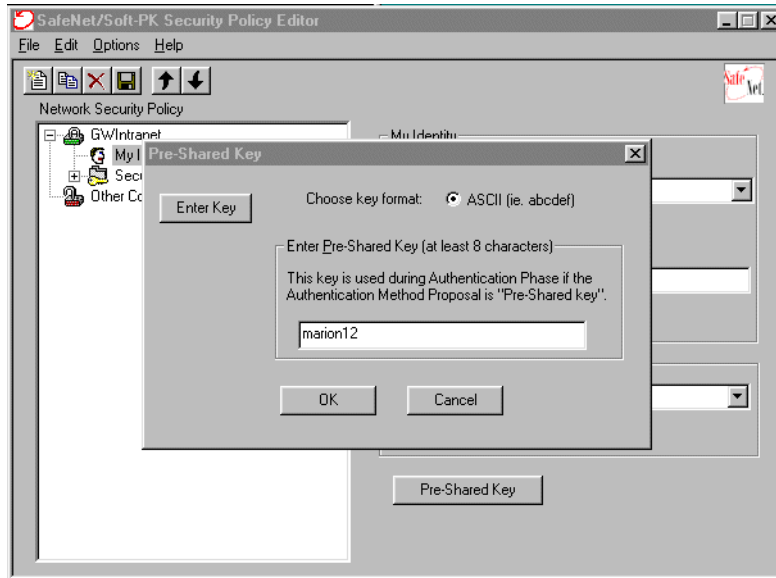 SafeNet/Soft-PK Security Policy Editor
File Edit Options Help
Safe Net
Network Security Policy
GWIntranet
My I
Secu
Other Co
My Identity
Pre-Shared Key
Enter Key
Choose key format: ASCII (ie. abcdef)
Enter Pre-Shared Key (at least 8 characters)
This key is used during Authentication Phase if the
Authentication Method Proposal is "Pre-Shared key".
marion12
OK Cancel
Pre-Shared Key